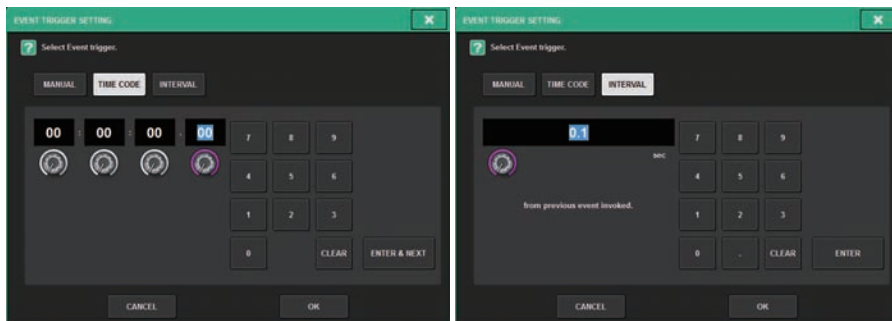 EVENT TRIGGER SETTING
Select Event trigger.
MANUAL TIME CODE INTERVAL
00 : 00 : 00 . 00
7 8 9
4 5 6
1 2 3
0 CLEAR ENTER & NEXT
CANCEL OK
EVENT TRIGGER SETTING
Select Event trigger.
MANUAL TIME CODE INTERVAL
0.1
sec
7 8 9
4 5 6
from previous event invoked.
1 2 3
0 . CLEAR ENTER
CANCEL OK